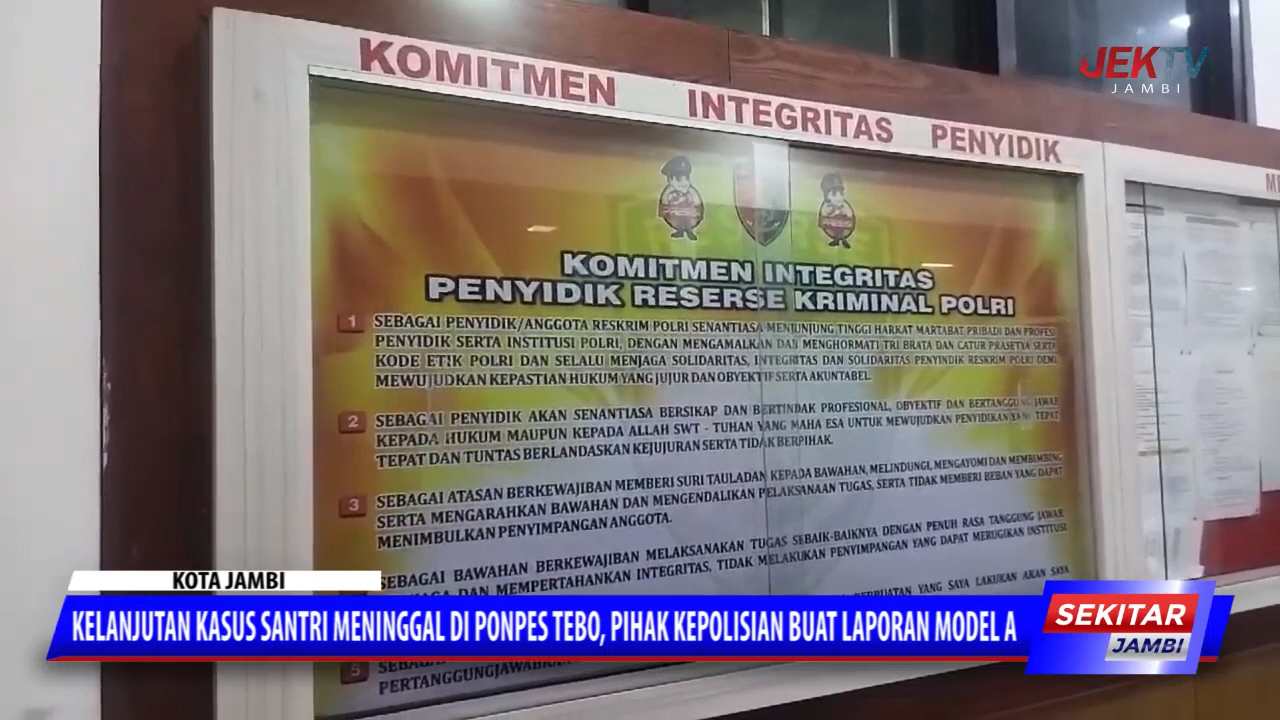 JEKTV
JAMBI
KOMITMEN INTEGRITAS PENYIDIK
KOMITMEN INTEGRITAS
PENYIDIK RESERSE KRIMINAL POLRI
1 SEBAGAI PENYIDIK/ANGGOTA RESKRIM POLRI SENANTIASA MENJUNJUNG TINGGI HARKAT MARTABAT PRIBADI DAN PROFESI
PENYIDIK SERTA INSTITUSI POLRI, DENGAN MENGAMALKAN DAN MENGHORMATI TRI BRATA DAN CATUR PRASETYA SERTA
KODE ETIK POLRI DAN SELALU MENJAGA SOLIDARITAS, INTEGRITAS DAN SOLIDARITAS PENYINDIK RESKRIM POLRI DEMI
MEWUJUDKAN KEPASTIAN HUKUM YANG JUJUR DAN OBYEKTIF SERTA AKUNTABEL.
2 SEBAGAI PENYIDIK AKAN SENANTIASA BERSIKAP DAN BERTINDAK PROFESIONAL, OBYEKTIF DAN BERTANGGUNG JAWAB
KEPADA HUKUM MAUPUN KEPADA ALLAH SWT - TUHAN YANG MAHA ESA UNTUK MEWUJUDKAN PENYIDIKAN YANG TEPAT
TEPAT DAN TUNTAS BERLANDASKAN KEJUJURAN SERTA TIDAK BERPIHAK.
3 SEBAGAI ATASAN BERKEWAJIBAN MEMBERI SURI TAULADAN KEPADA BAWAHAN, MELINDUNGI, MENGAYOMI DAN MEMBIMBING
SERTA MENGARAHKAN BAWAHAN DAN MENGENDALIKAN PELAKSANAAN TUGAS, SERTA TIDAK MEMBERI BEBAN YANG DAPAT
MENIMBULKAN PENYIMPANGAN ANGGOTA.
SEBAGAI BAWAHAN BERKEWAJIBAN MELAKSANAKAN TUGAS SEBAIK-BAIKNYA DENGAN PENUH RASA TANGGUNG JAWAB,
DAN MEMPERTAHANKAN INTEGRITAS, TIDAK MELAKUKAN PENYIMPANGAN YANG DAPAT MERUGIKAN INSTITUSI
YANG SAYA LAKUKAN AKAN SAYA
5
KOTA JAMBI
KELANJUTAN KASUS SANTRI MENINGGAL DI PONPES TEBO, PIHAK KEPOLISIAN BUAT LAPORAN MODEL A
SEKITAR
JAMBI